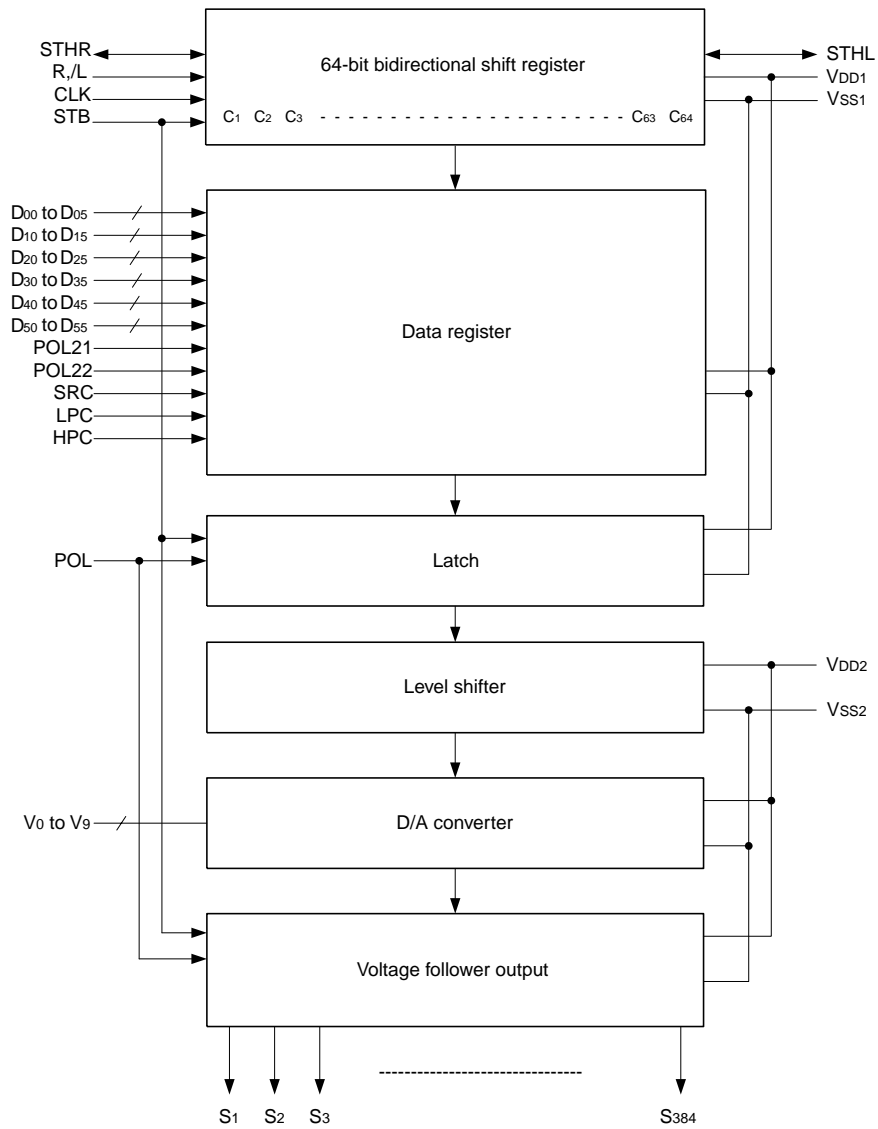 STHR
64-bit bidirectional shift register
STHL
R,/L
VDD1
CLK
VSS1
STB
C1 C2 C3 - - - - - - - - - - - - - - - - - - - - - - - C63 C64
D00 to D05
D10 to D15
D20 to D25
D30 to D35
D40 to D45
D50 to D55
Data register
POL21
POL22
SRC
LPC
HPC
POL
Latch
Level shifter
VDD2
VSS2
V0 to V9
D/A converter
Voltage follower output
S1 S2 S3 S384